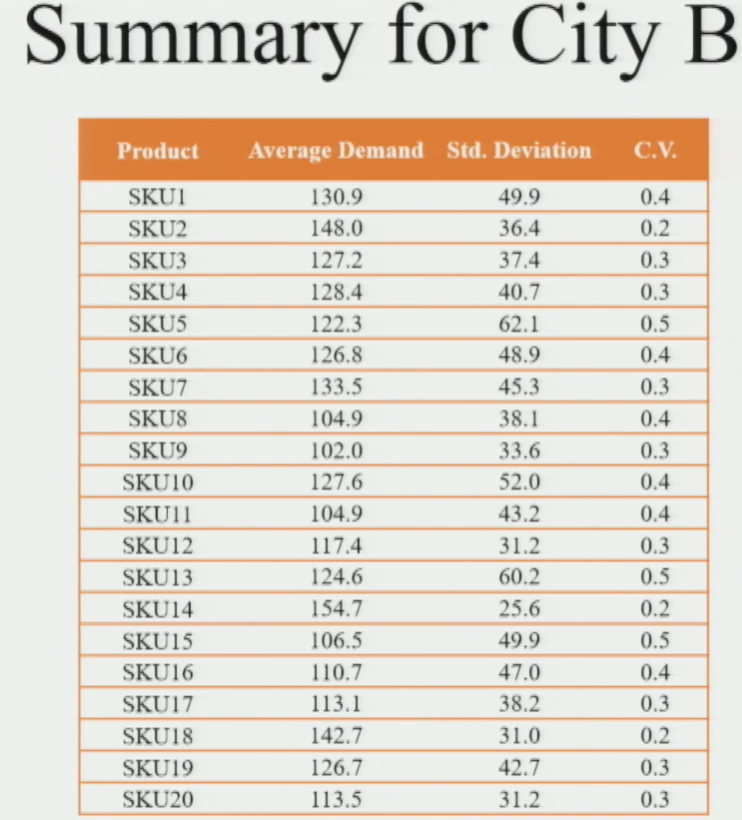 Summary for City B
Product Average Demand Std. Deviation C.V.
SKU1 130.9 49.9 0.4
SKU2 148.0 36.4 0.2
SKU3 127.2 37.4 0.3
SKU4 128.4 40.7 0.3
SKU5 122.3 62.1 0.5
SKU6 126.8 48.9 0.4
SKU7 133.5 45.3 0.3
SKU8 104.9 38.1 0.4
SKU9 102.0 33.6 0.3
SKU10 127.6 52.0 0.4
SKU11 104.9 43.2 0.4
SKU12 117.4 31.2 0.3
SKU13 124.6 60.2 0.5
SKU14 154.7 25.6 0.2
SKU15 106.5 49.9 0.5
SKU16 110.7 47.0 0.4
SKU17 113.1 38.2 0.3
SKU18 142.7 31.0 0.2
SKU19 126.7 42.7 0.3
SKU20 113.5 31.2 0.3